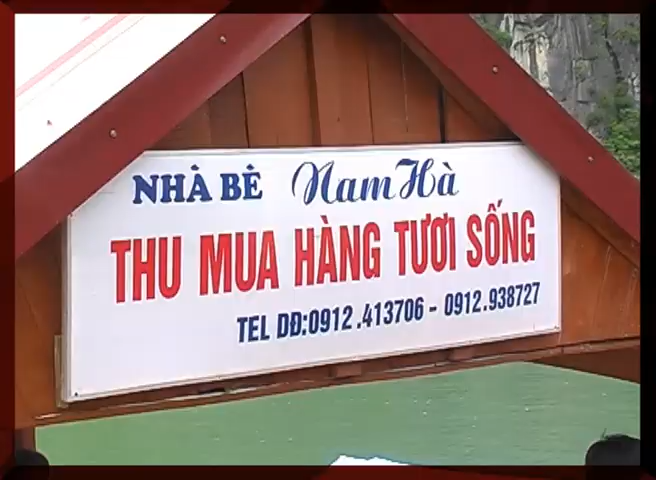 NHÀ BÈ Nam Hà
THU MUA HÀNG TƯƠI SỐNG
TEL DĐ:0912.413706 - 0912.938727